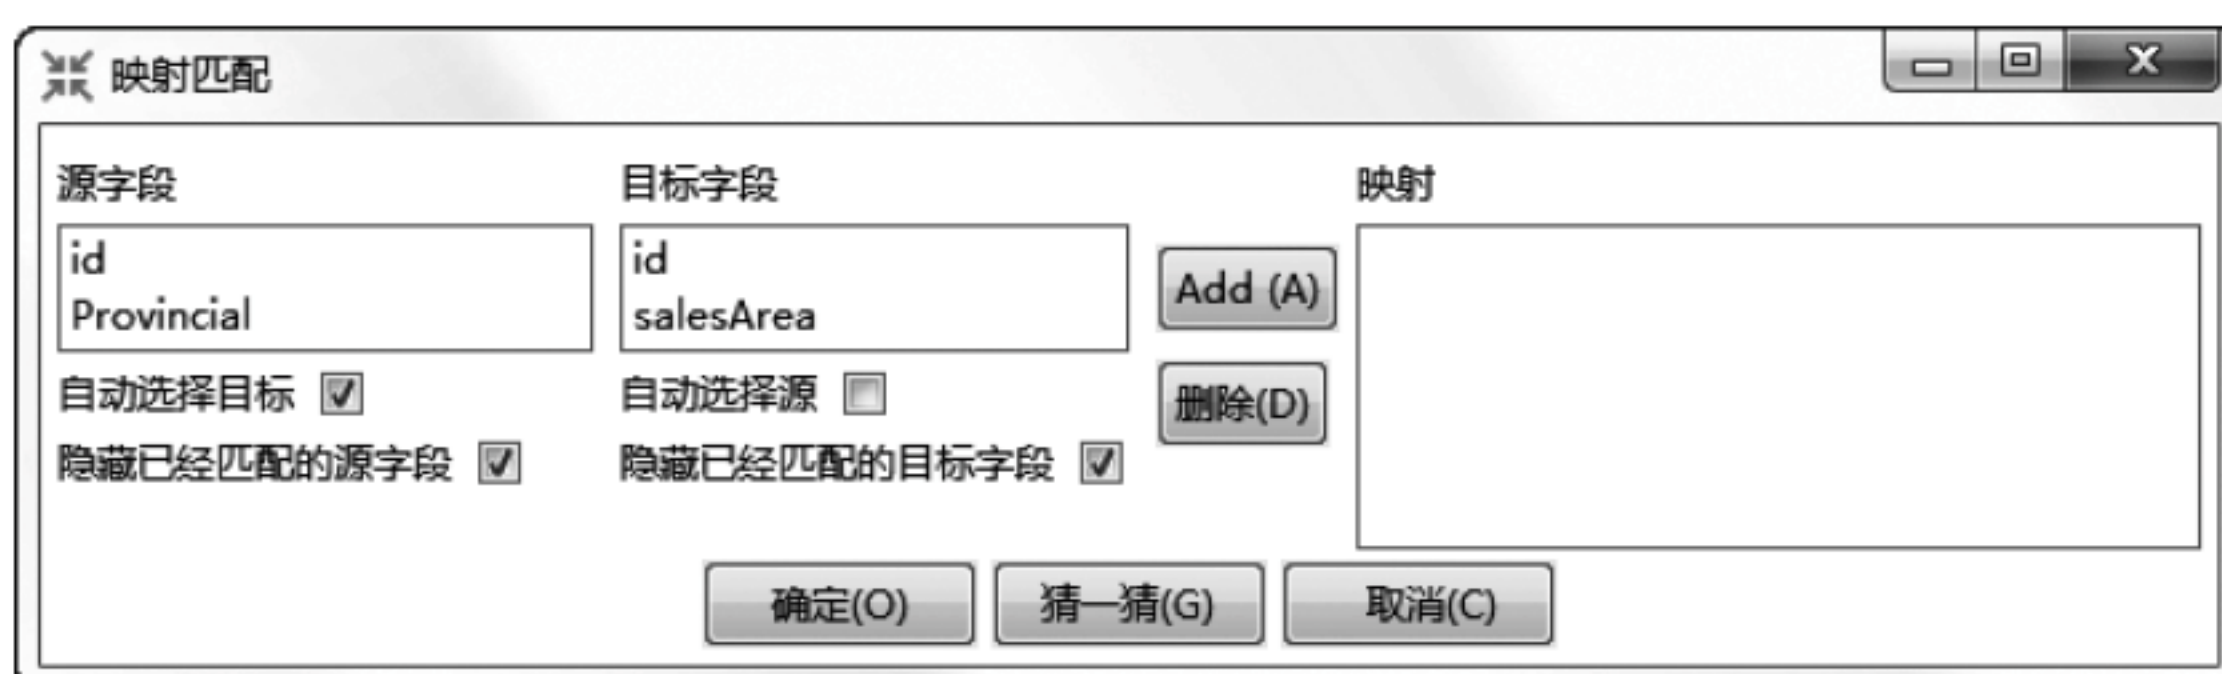 映射匹配
源字段 目标字段 映射
id id
Provincial salesArea
Add (A)
自动选择目标 自动选择源
删除(D)
隐藏已经匹配的源字段 隐藏已经匹配的目标字段
确定(O) 猜一猜(G) 取消(C)